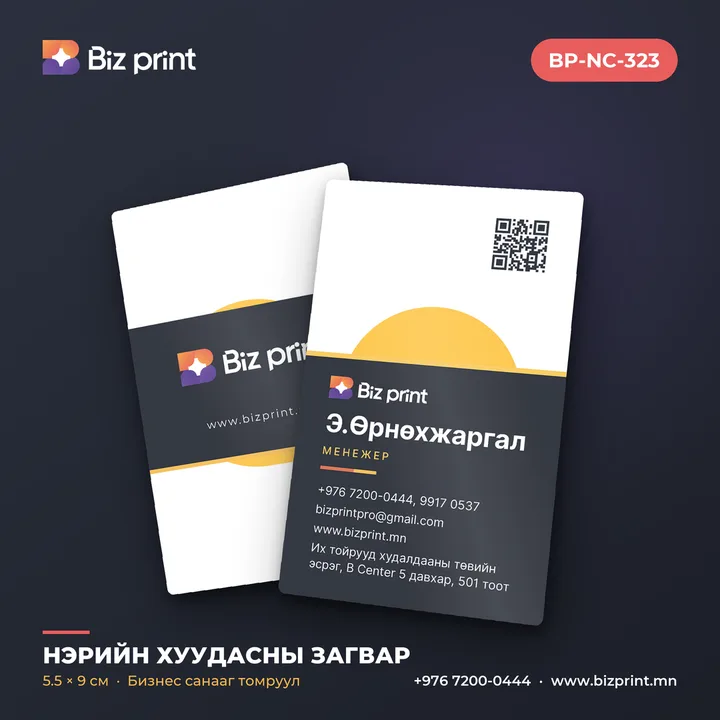 Biz print
BP-NC-323
Biz
www.bizprint.
Biz print
Э.Өрнөхжаргал
МЕНЕЖЕР
+976 7200-0444, 9917 0537
bizprintpro@gmail.com
www.bizprint.mn
Их тойрууд худалдааны төвийн
эсрэг, B Center 5 давхар, 501 тоот
НЭРИЙН ХУУДАСНЫ ЗАГВАР
5.5 × 9 см · Бизнес санааг томруул
+976 7200-0444 · www.bizprint.mn